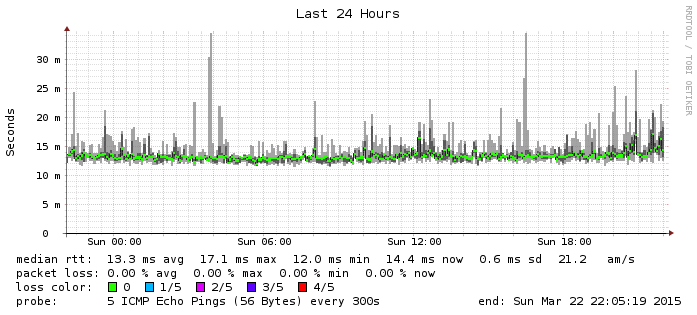 Last 24 Hours
RRDTOOL / TOBI OETIKER
Seconds
30 m
25 m
20 m
15 m
10 m
5 m
0
Sun 00:00 Sun 06:00 Sun 12:00 Sun 18:00
median rtt: 13.3 ms avg 17.1 ms max 12.0 ms min 14.4 ms now 0.6 ms sd 21.2 am/s
packet loss: 0.00 % avg 0.00 % max 0.00 % min 0.00 % now
loss color: 0 1/5 2/5 3/5 4/5
probe: 5 ICMP Echo Pings (56 Bytes) every 300s end: Sun Mar 22 22:05:19 2015